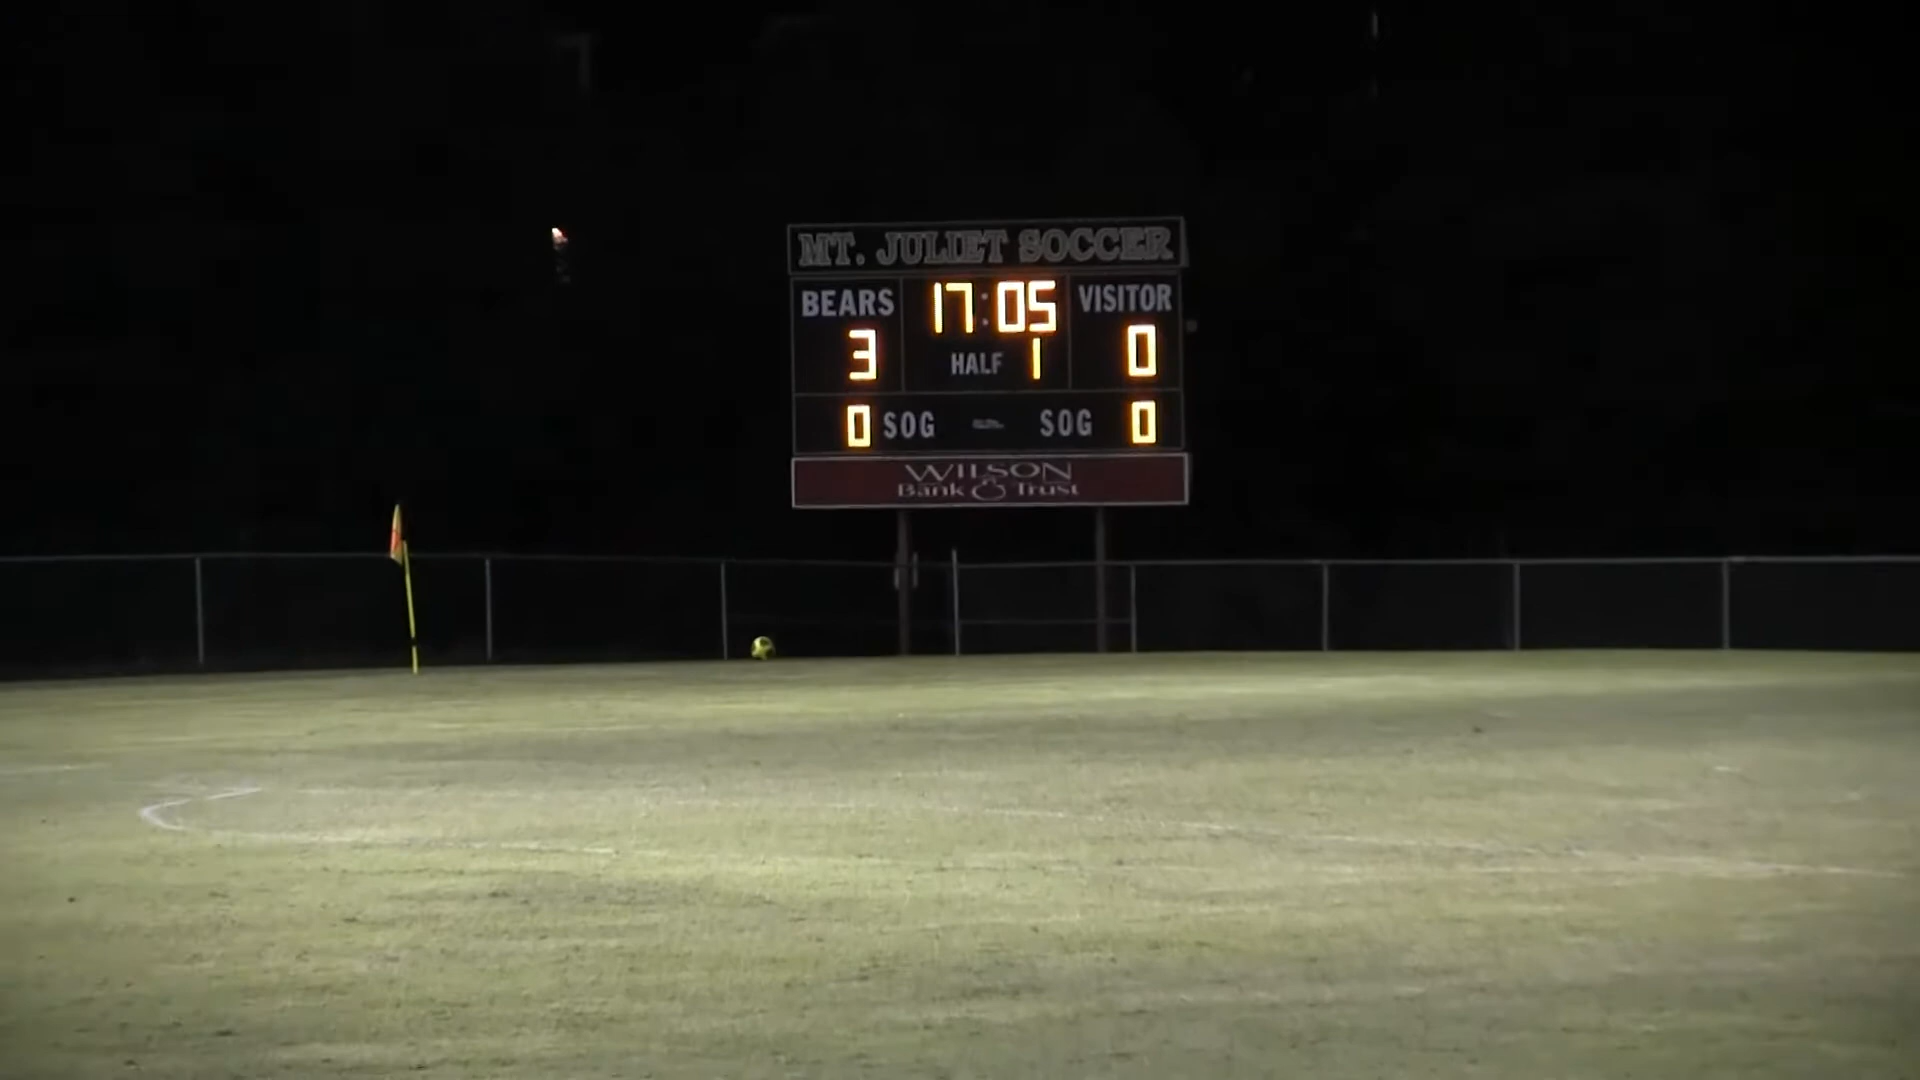 MT. JULIET SOCCER
BEARS 17:05 VISITOR
3 HALF 1 0
0 SOG SOG 0
WILSON
Bank & Trust